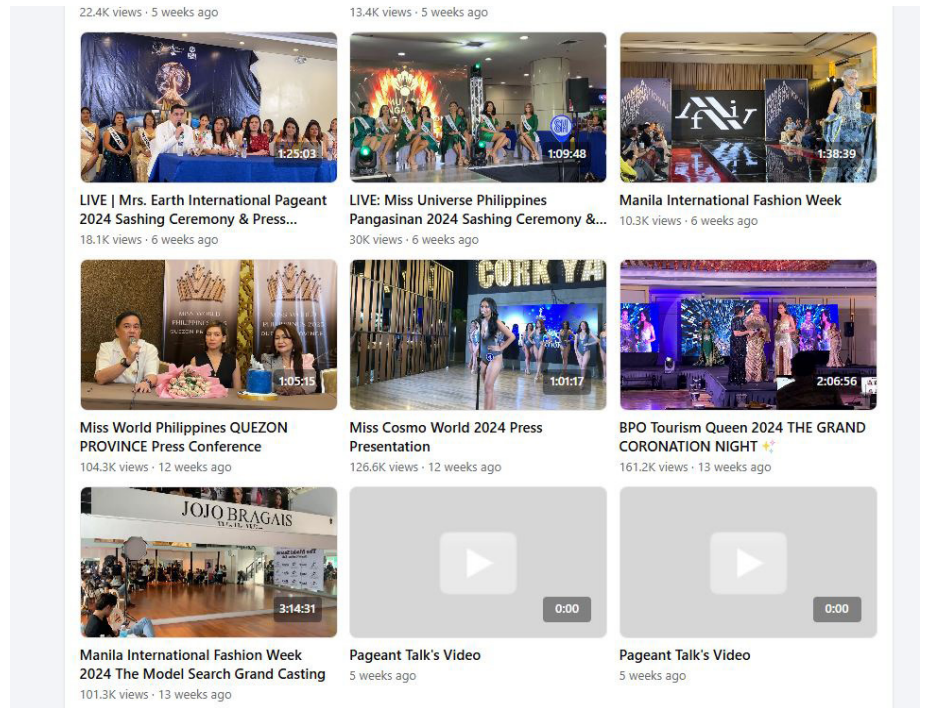 22.4K views · 5 weeks ago
13.4K views · 5 weeks ago
1:25:03
1:09:48
1:38:39
LIVE | Mrs. Earth International Pageant
2024 Sashing Ceremony & Press...
18.1K views · 6 weeks ago
LIVE: Miss Universe Philippines
Pangasinan 2024 Sashing Ceremony &...
30K views · 6 weeks ago
Manila International Fashion Week
10.3K views · 6 weeks ago
MISS WORLD
1:05:15
CORK YA
1:01:17
2:06:56
Miss World Philippines QUEZON
PROVINCE Press Conference
104.3K views · 12 weeks ago
Miss Cosmo World 2024 Press
Presentation
126.6K views · 12 weeks ago
BPO Tourism Queen 2024 THE GRAND
CORONATION NIGHT ✨
161.2K views · 13 weeks ago
JOJO BRAGAIS
3:14:31
0:00
0:00
Manila International Fashion Week
2024 The Model Search Grand Casting
101.3K views · 13 weeks ago
Pageant Talk's Video
5 weeks ago
Pageant Talk's Video
5 weeks ago